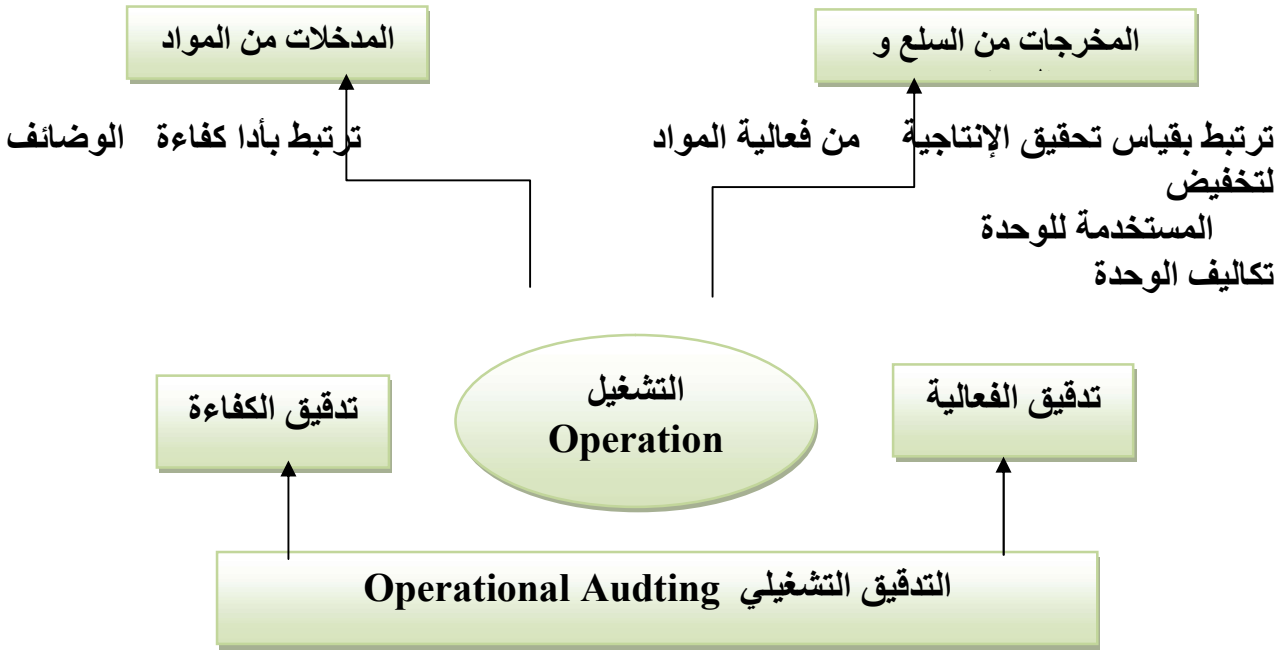 المخرجات من السلع و
المدخلات من المواد
ترتبط بقياس تحقيق الإنتاجية من فعالية المواد
ترتبط بأدا كفاءة الوضائف
لتخفيض
المستخدمة للوحدة
تكاليف الوحدة
التشغيل
Operation
تدقيق الفعالية
تدقيق الكفاءة
التدقيق التشغيلي Operational Audting